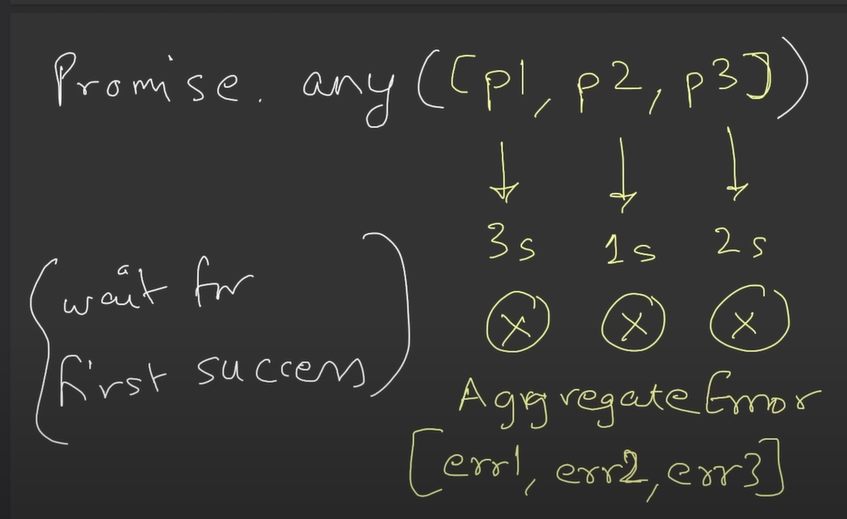 Promise. any([p1, p2, p3])
3s 1s 2s
(wait for
first success)
AggregateError
[err1, err2, err3]